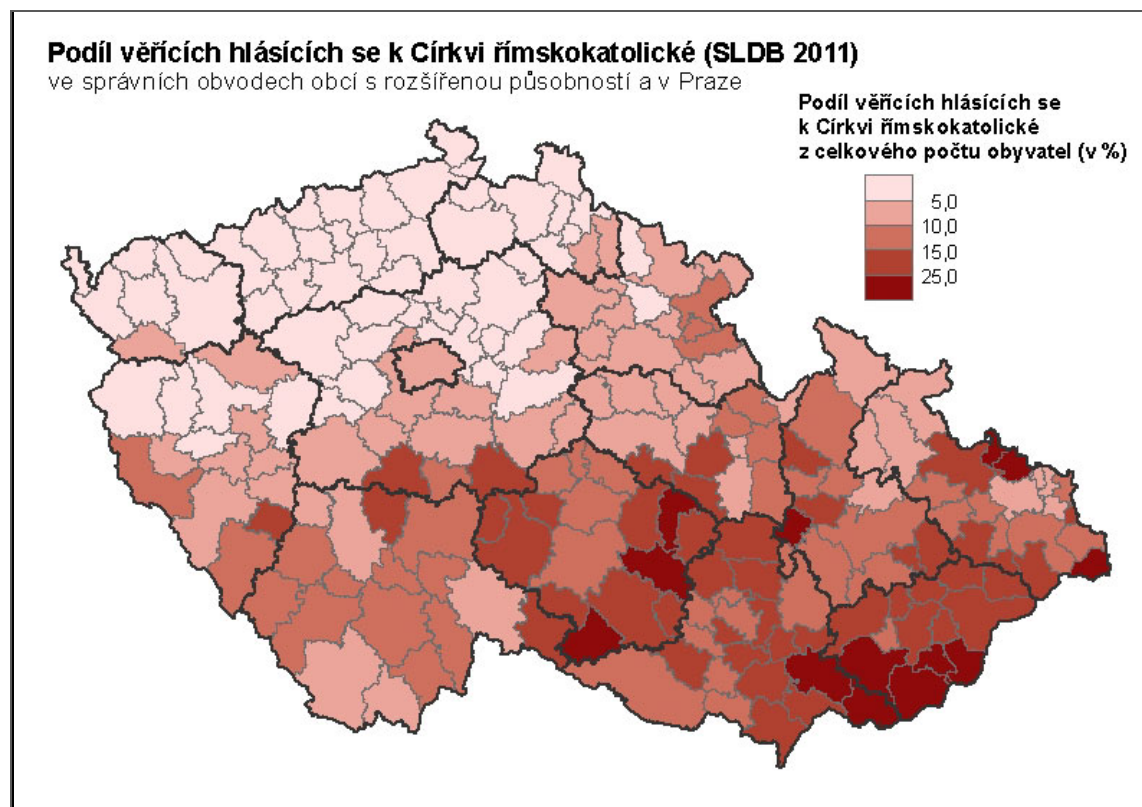 Podíl věřících hlásících se k Církvi římskokatolické (SLDB 2011)
ve správních obvodech obcí s rozšířenou působností a v Praze
Podíl věřících hlásících se
k Církvi římskokatolické
z celkového počtu obyvatel (v %)
5,0
10,0
15,0
25,0